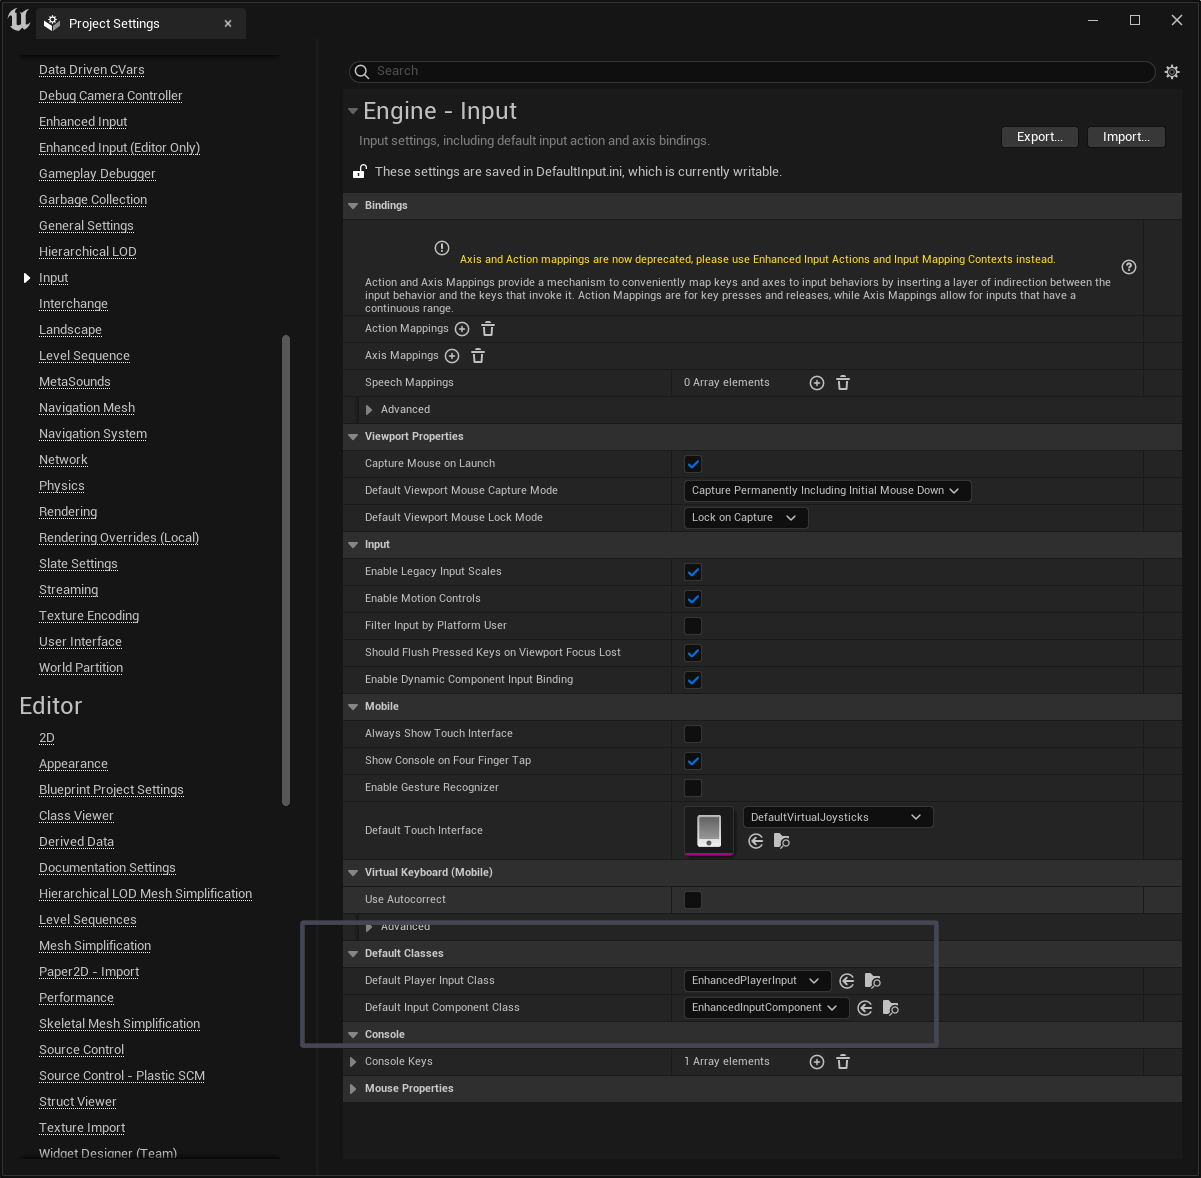 Project Settings
Data Driven CVars
Debug Camera Controller
Enhanced Input
Enhanced Input (Editor Only)
Gameplay Debugger
Garbage Collection
General Settings
Hierarchical LOD
Input
Interchange
Landscape
Level Sequence
MetaSounds
Navigation Mesh
Navigation System
Network
Physics
Rendering
Rendering Overrides (Local)
Slate Settings
Streaming
Texture Encoding
User Interface
World Partition
Editor
2D
Appearance
Blueprint Project Settings
Class Viewer
Derived Data
Documentation Settings
Hierarchical LOD Mesh Simplification
Level Sequences
Mesh Simplification
Paper2D - Import
Performance
Skeletal Mesh Simplification
Source Control
Source Control - Plastic SCM
Struct Viewer
Texture Import
Widget Designer (Team)
Search
Engine - Input
Input settings, including default input action and axis bindings.
Export...
Import...
These settings are saved in DefaultInput.ini, which is currently writable.
Bindings
Axis and Action mappings are now deprecated, please use Enhanced Input Actions and Input Mapping Contexts instead.
Action and Axis Mappings provide a mechanism to conveniently map keys and axes to input behaviors by inserting a layer of indirection between the
input behavior and the keys that invoke it. Action Mappings are for key presses and releases, while Axis Mappings allow for inputs that have a
continuous range.
Action Mappings
Axis Mappings
Speech Mappings 0 Array elements
Advanced
Viewport Properties
Capture Mouse on Launch
Default Viewport Mouse Capture Mode Capture Permanently Including Initial Mouse Down
Default Viewport Mouse Lock Mode Lock on Capture
Input
Enable Legacy Input Scales
Enable Motion Controls
Filter Input by Platform User
Should Flush Pressed Keys on Viewport Focus Lost
Enable Dynamic Component Input Binding
Mobile
Always Show Touch Interface
Show Console on Four Finger Tap
Enable Gesture Recognizer
Default Touch Interface DefaultVirtualJoysticks
Virtual Keyboard (Mobile)
Use Autocorrect
Advanced
Default Classes
Default Player Input Class EnhancedPlayerInput
Default Input Component Class EnhancedInputComponent
Console
Console Keys 1 Array elements
Mouse Properties